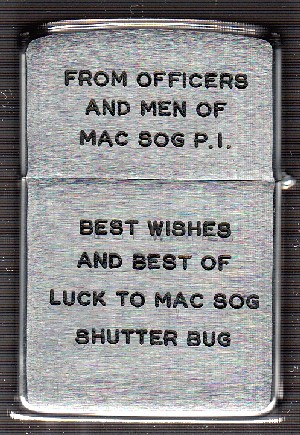 FROM OFFICERS
AND MEN OF
MAC SOG P.I.
BEST WISHES
AND BEST OF
LUCK TO MAC SOG
SHUTTER BUG